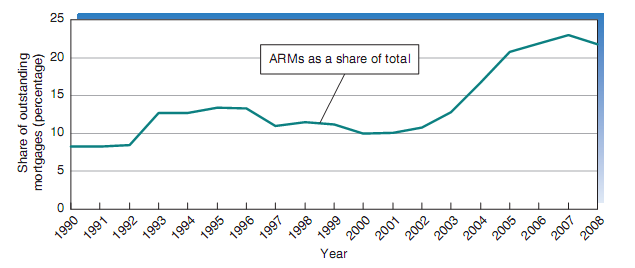 25
20
15
10
5
0
Share of outstanding
mortgages (percentage)
ARMs as a share of total
1990 1991 1992 1993 1994 1995 1996 1997 1998 1999 2000 2001 2002 2003 2004 2005 2006 2007 2008
Year